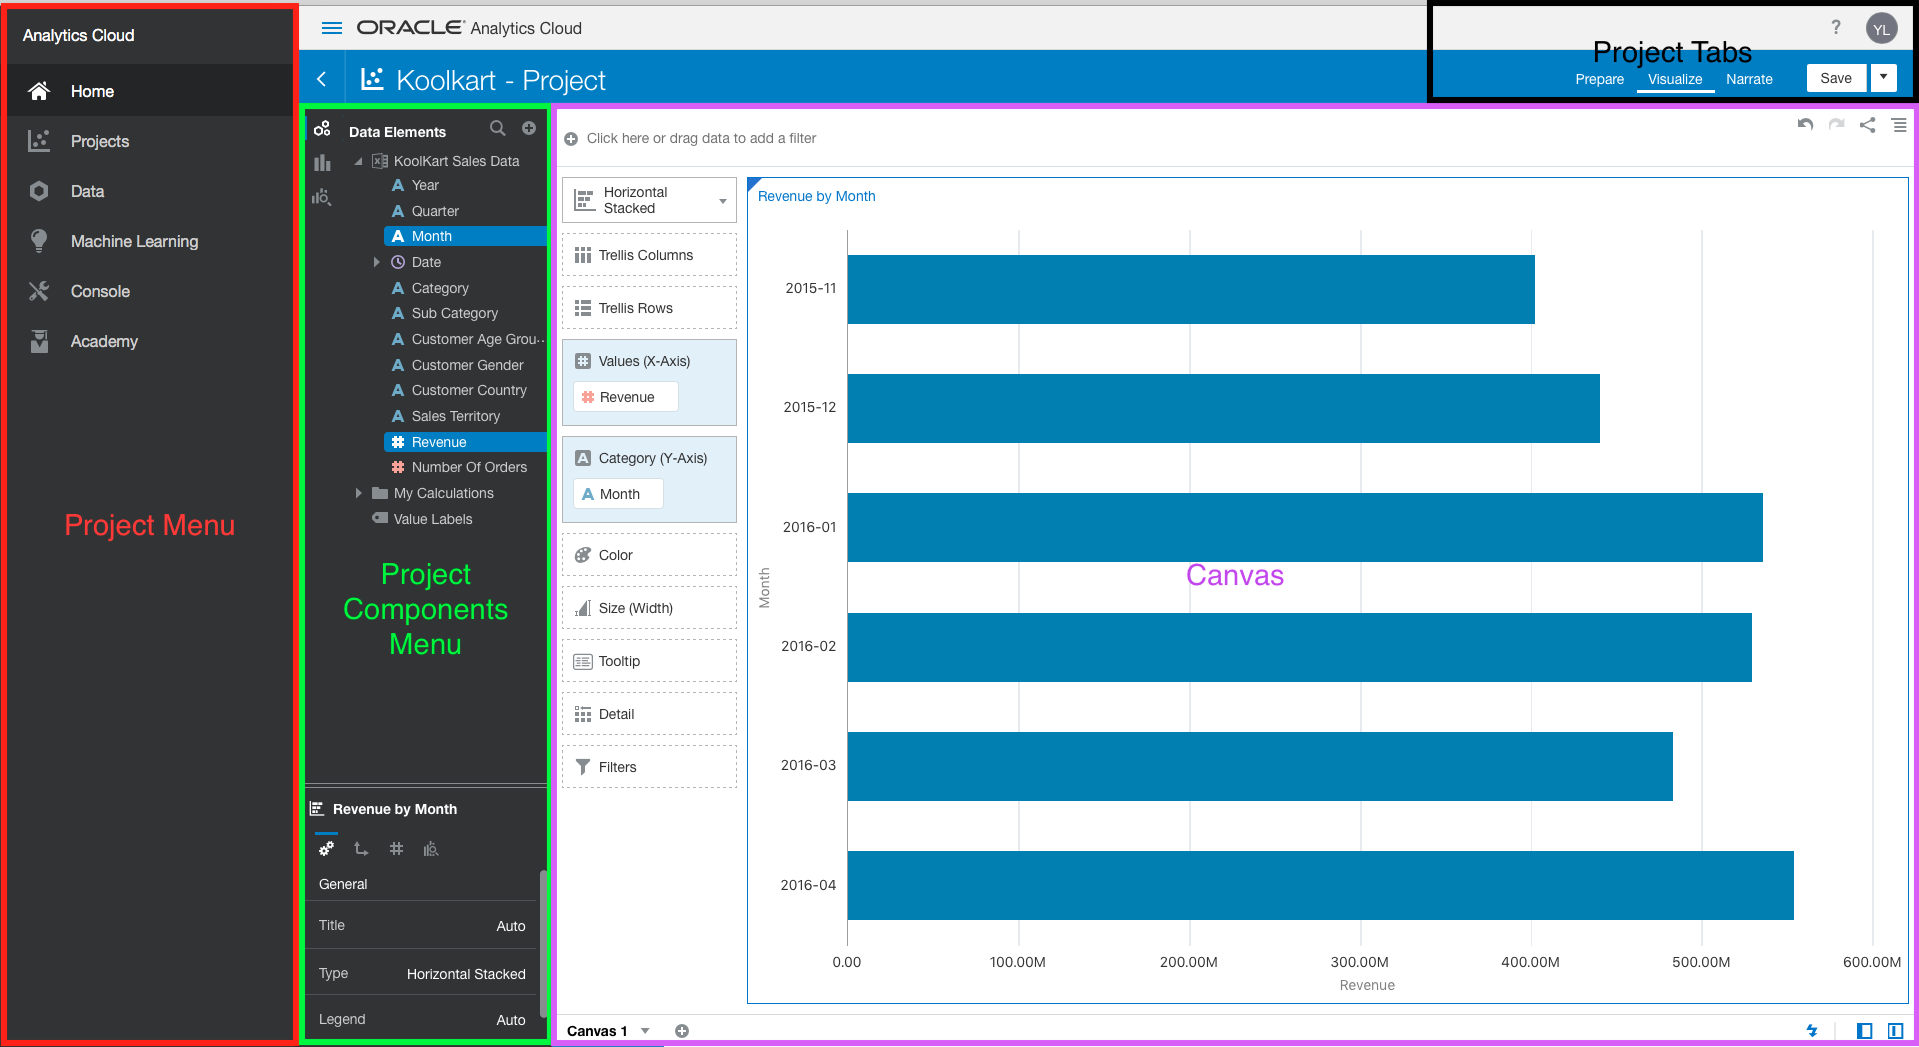 Analytics Cloud
Home
Projects
Data
Machine Learning
Console
Academy
Project Menu
ORACLE Analytics Cloud
? YL
Koolkart - Project
Project Tabs
Prepare Visualize Narrate Save
Data Elements
KoolKart Sales Data
A Year
A Quarter
A Month
Date
A Category
A Sub Category
A Customer Age Grou...
A Customer Gender
A Customer Country
A Sales Territory
# Revenue
# Number Of Orders
My Calculations
Value Labels
Project
Components
Menu
Revenue by Month
#
General
Title Auto
Type Horizontal Stacked
Legend Auto
Click here or drag data to add a filter
Horizontal
Stacked
Trellis Columns
Trellis Rows
# Values (X-Axis)
# Revenue
A Category (Y-Axis)
A Month
Color
Size (Width)
Tooltip
Detail
Filters
Revenue by Month
2015-11
2015-12
2016-01
2016-02
2016-03
2016-04
Month
Canvas
0.00 100.00M 200.00M 300.00M 400.00M 500.00M 600.00M
Revenue
Canvas 1